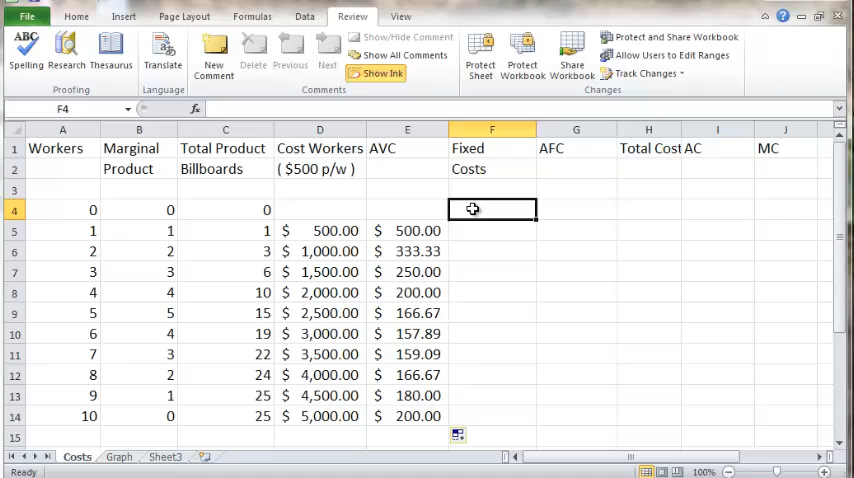 File Home Insert Page Layout Formulas Data Review View
ABC
Spelling Research Thesaurus Translate New Comment Delete Previous Next Show/Hide Comment Show All Comments Show Ink Protect Sheet Protect Workbook Share Workbook Protect and Share Workbook Allow Users to Edit Ranges Track Changes
Proofing Language Comments Changes
F4 fx
A B C D E F G H I J
1 Workers Marginal Total Product Cost Workers AVC Fixed AFC Total Cost AC MC
2 Product Billboards ( $500 p/w ) Costs
3
4 0 0 0
5 1 1 1 $ 500.00 $ 500.00
6 2 2 3 $ 1,000.00 $ 333.33
7 3 3 6 $ 1,500.00 $ 250.00
8 4 4 10 $ 2,000.00 $ 200.00
9 5 5 15 $ 2,500.00 $ 166.67
10 6 4 19 $ 3,000.00 $ 157.89
11 7 3 22 $ 3,500.00 $ 159.09
12 8 2 24 $ 4,000.00 $ 166.67
13 9 1 25 $ 4,500.00 $ 180.00
14 10 0 25 $ 5,000.00 $ 200.00
15
Costs Graph Sheet3
Ready 100%